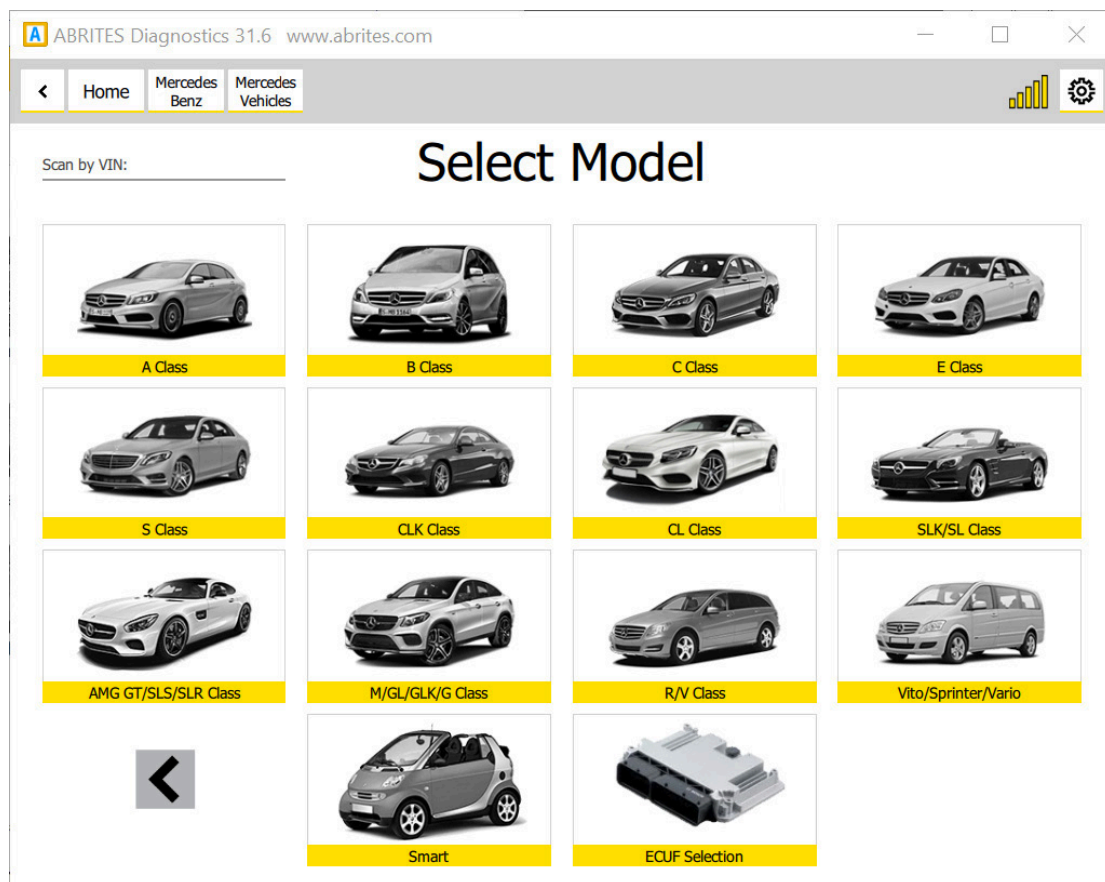 A ABRITES Diagnostics 31.6 www.abrites.com
Home
Mercedes
Benz
Mercedes
Vehicles
Scan by VIN:
Select Model
A Class
B Class
C Class
E Class
S Class
CLK Class
CL Class
SLK/SL Class
AMG GT/SLS/SLR Class
M/GL/GLK/G Class
R/V Class
Vito/Sprinter/Vario
Smart
ECUF Selection